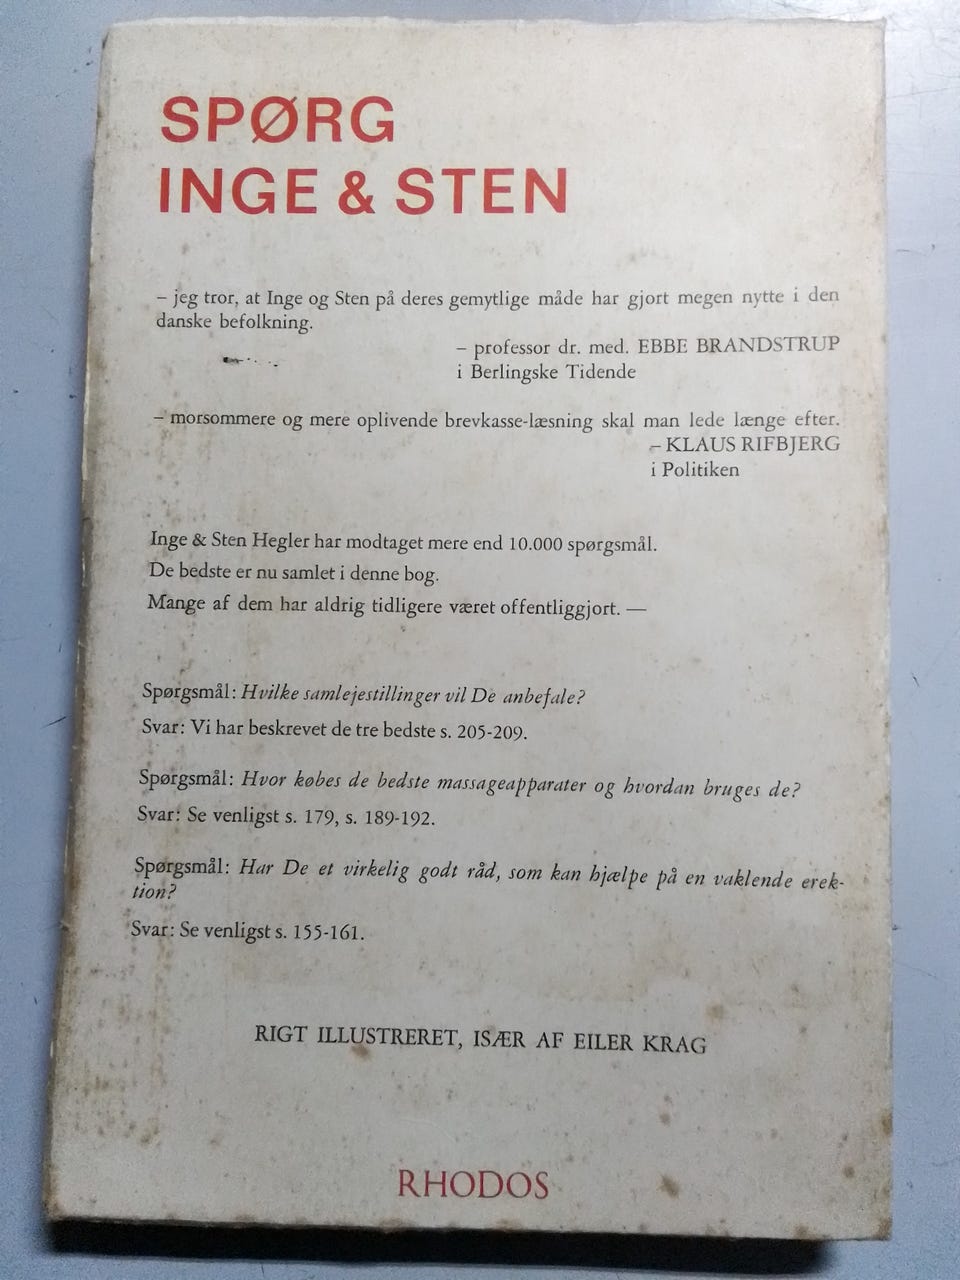 SPØRG
INGE & STEN
– jeg tror, at Inge og Sten på deres gemytlige måde har gjort megen nytte i den
danske befolkning.
– professor dr. med. EBBE BRANDSTRUP
i Berlingske Tidende
– morsommere og mere oplivende brevkasse-læsning skal man lede længe efter.
– KLAUS RIFBJERG
i Politiken
Inge & Sten Hegler har modtaget mere end 10.000 spørgsmål.
De bedste er nu samlet i denne bog.
Mange af dem har aldrig tidligere været offentliggjort. —
Spørgsmål: Hvilke samlejestillinger vil De anbefale?
Svar: Vi har beskrevet de tre bedste s. 205-209.
Spørgsmål: Hvor købes de bedste massageapparater og hvordan bruges de?
Svar: Se venligst s. 179, s. 189-192.
Spørgsmål: Har De et virkelig godt råd, som kan hjælpe på en vaklende erek-
tion?
Svar: Se venligst s. 155-161.
RIGT ILLUSTRERET, ISÆR AF EILER KRAG
RHODOS